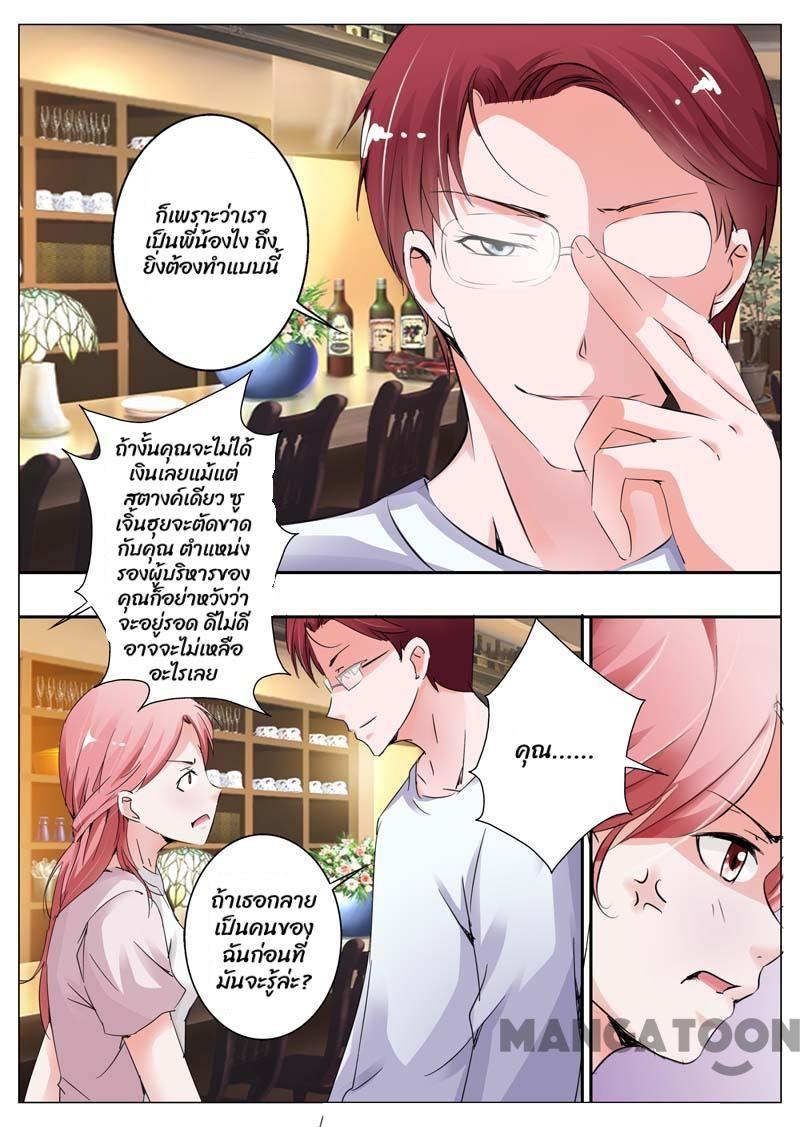 ก็เพราะว่าเรา
เป็นพี่น้องไง ถึง
ยิ่งต้องทำแบบนี้
ถ้างั้นคุณจะไม่ได้
เงินเลยแม้แต่
สตางค์เดียว ซู
เจิ้นฮุยจะตัดขาด
กับคุณ ตำแหน่ง
รองผู้บริหารของ
คุณก็อย่าหวังว่า
จะอยู่รอด ดีไม่ดี
อาจจะไม่เหลือ
อะไรเลย
คุณ......
ถ้าเธอกลาย
เป็นคนของ
ฉันก่อนที่
มันจะรู้ล่ะ?
MANGATOON
1